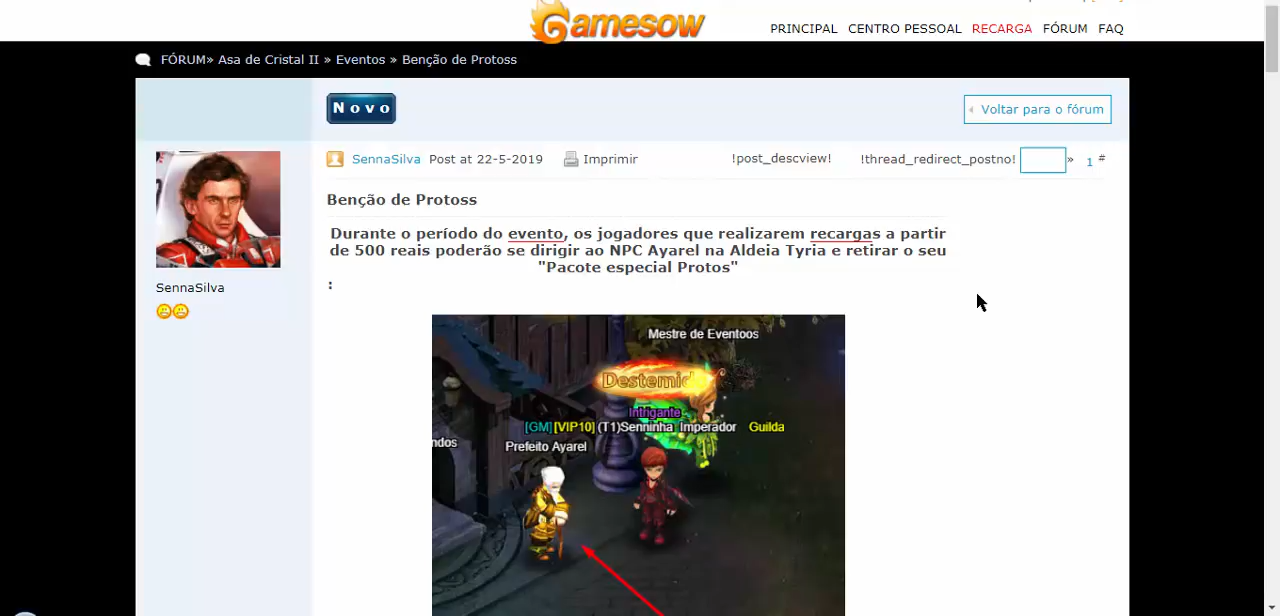 Gamesow
PRINCIPAL CENTRO PESSOAL RECARGA FÓRUM FAQ
FÓRUM» Asa de Cristal II » Eventos » Benção de Protoss
Novo
Voltar para o fórum
SennaSilva Post at 22-5-2019 Imprimir !post_descview! !thread_redirect_postno! » 1 #
SennaSilva
Benção de Protoss
Durante o período do evento, os jogadores que realizarem recargas a partir
de 500 reais poderão se dirigir ao NPC Ayarel na Aldeia Tyria e retirar o seu
"Pacote especial Protos"
:
Mestre de Eventoos
Destemid
Intrigante
[GM][VIP10] (T1)Senninha Imperador Guilda
ndos
Prefeito Ayarel